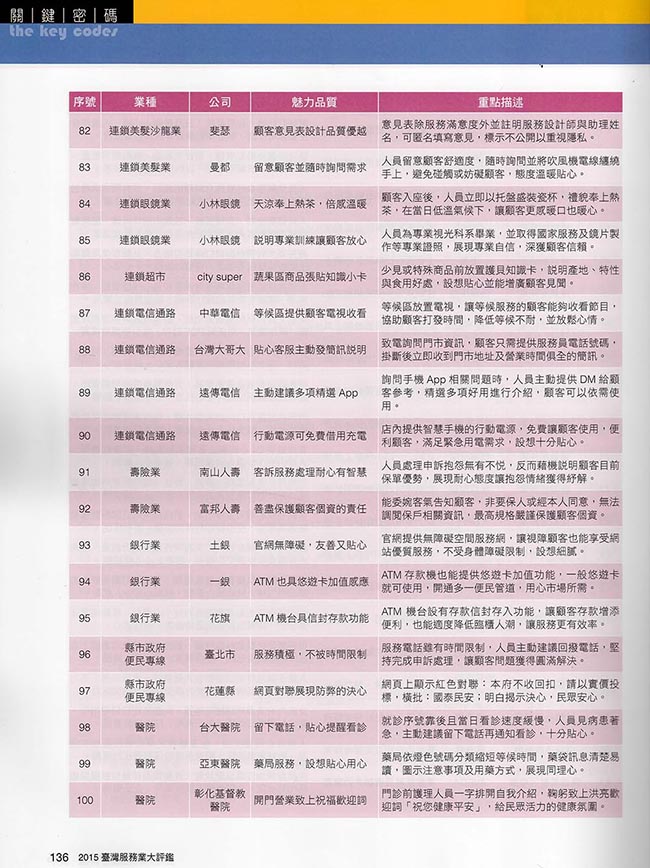 關鍵密碼
the key codes
序號 業種 公司 魅力品質 重點描述
82 連鎖美髮沙龍業 斐瑟 顧客意見表設計品質優越 意見表除服務滿意度外並註明服務設計師與助理姓
名，可匿名填寫意見，標示不公開以重視隱私。
83 連鎖美髮業 曼都 留意顧客並隨時詢問需求 人員留意顧客舒適度，隨時詢問並將吹風機電線纏繞
手上，避免碰觸或妨礙顧客，態度溫暖貼心。
84 連鎖眼鏡業 小林眼鏡 天涼奉上熱茶，倍感溫暖 顧客入座後，人員立即以托盤盛裝瓷杯，禮貌奉上熱
茶，在當日低溫氣候下，讓顧客更感暖口也暖心。
85 連鎖眼鏡業 小林眼鏡 說明專業訓練讓顧客放心 人員為專業視光科系畢業，並取得國家服務及鏡片製
作等專業證照，展現專業自信，深獲顧客信賴。
86 連鎖超市 city super 蔬果區商品張貼知識小卡 少見或特殊商品前放置護貝知識卡，說明產地、特性
與食用好處，設想貼心並能增廣顧客見聞。
87 連鎖電信通路 中華電信 等候區提供顧客電視收看 等候區放置電視，讓等候服務的顧客能夠收看節目，
協助顧客打發時間，降低等候不耐，並放鬆心情。
88 連鎖電信通路 台灣大哥大 貼心客服主動發簡訊說明 致電詢問門市資訊，顧客只需提供服務員電話號碼，
掛斷後立即收到門市地址及營業時間俱全的簡訊。
89 連鎖電信通路 遠傳電信 主動建議多項精選 App 詢問手機 App 相關問題時，人員主動提供 DM 給顧
客參考，精選多項好用進行介紹，顧客可以依需使
用。
90 連鎖電信通路 遠傳電信 行動電源可免費借用充電 店內提供智慧手機的行動電源，免費讓顧客使用，便
利顧客，滿足緊急用電需求，設想十分貼心。
91 壽險業 南山人壽 客訴服務處理耐心有智慧 人員處理申訴抱怨無有不悅，反而藉機說明顧客目前
保單優勢，展現耐心態度讓抱怨情緒獲得紓解。
92 壽險業 富邦人壽 善盡保護顧客個資的責任 能委婉客氣告知顧客，非要保人或經本人同意，無法
調閱保戶相關資訊，最高規格嚴謹保護顧客個資。
93 銀行業 土銀 官網無障礙，友善又貼心 官網提供無障礙空間服務網，讓視障顧客也能享受網
站優質服務，不受身體障礙限制，設想細膩。
94 銀行業 一銀 ATM 也具悠遊卡加值感應 ATM 存款機也能提供悠遊卡加值功能，一般悠遊卡
就可使用，開通多一便民管道，用心市場所需。
95 銀行業 花旗 ATM 機台具信封存款功能 ATM 機台設有存款信封存入功能，讓顧客存款增添
便利，也能適度降低臨櫃人潮，讓服務更有效率。
96 縣市政府
便民專線 臺北市 服務積極，不被時間限制 服務電話雖有時間限制，人員主動建議回撥電話，堅
持完成申訴處理，讓顧客問題獲得圓滿解決。
97 縣市政府
便民專線 花蓮縣 網頁對聯展現防弊的決心 網頁上顯示紅色對聯：本府不收回扣，請以實價投
標，橫批：國泰民安；明白揭示決心，民眾安心。
98 醫院 台大醫院 留下電話，貼心提醒看診 就診序號靠後且當日看診速度緩慢，人員見病患著
急，主動建議留下電話再通知看診，十分貼心。
99 醫院 亞東醫院 藥局服務，設想貼心用心 藥局依燈色號碼分類縮短等候時間，藥袋訊息清楚易
讀，圖示注意事項及用藥方式，展現同理心。
100 醫院 彰化基督教
醫院 開門營業致上祝福歡迎詞 門診前護理人員一字排開自我介紹，鞠躬致上洪亮歡
迎詞「祝您健康平安」，給民眾活力的健康氛圍。
136 2015 臺灣服務業大評鑑